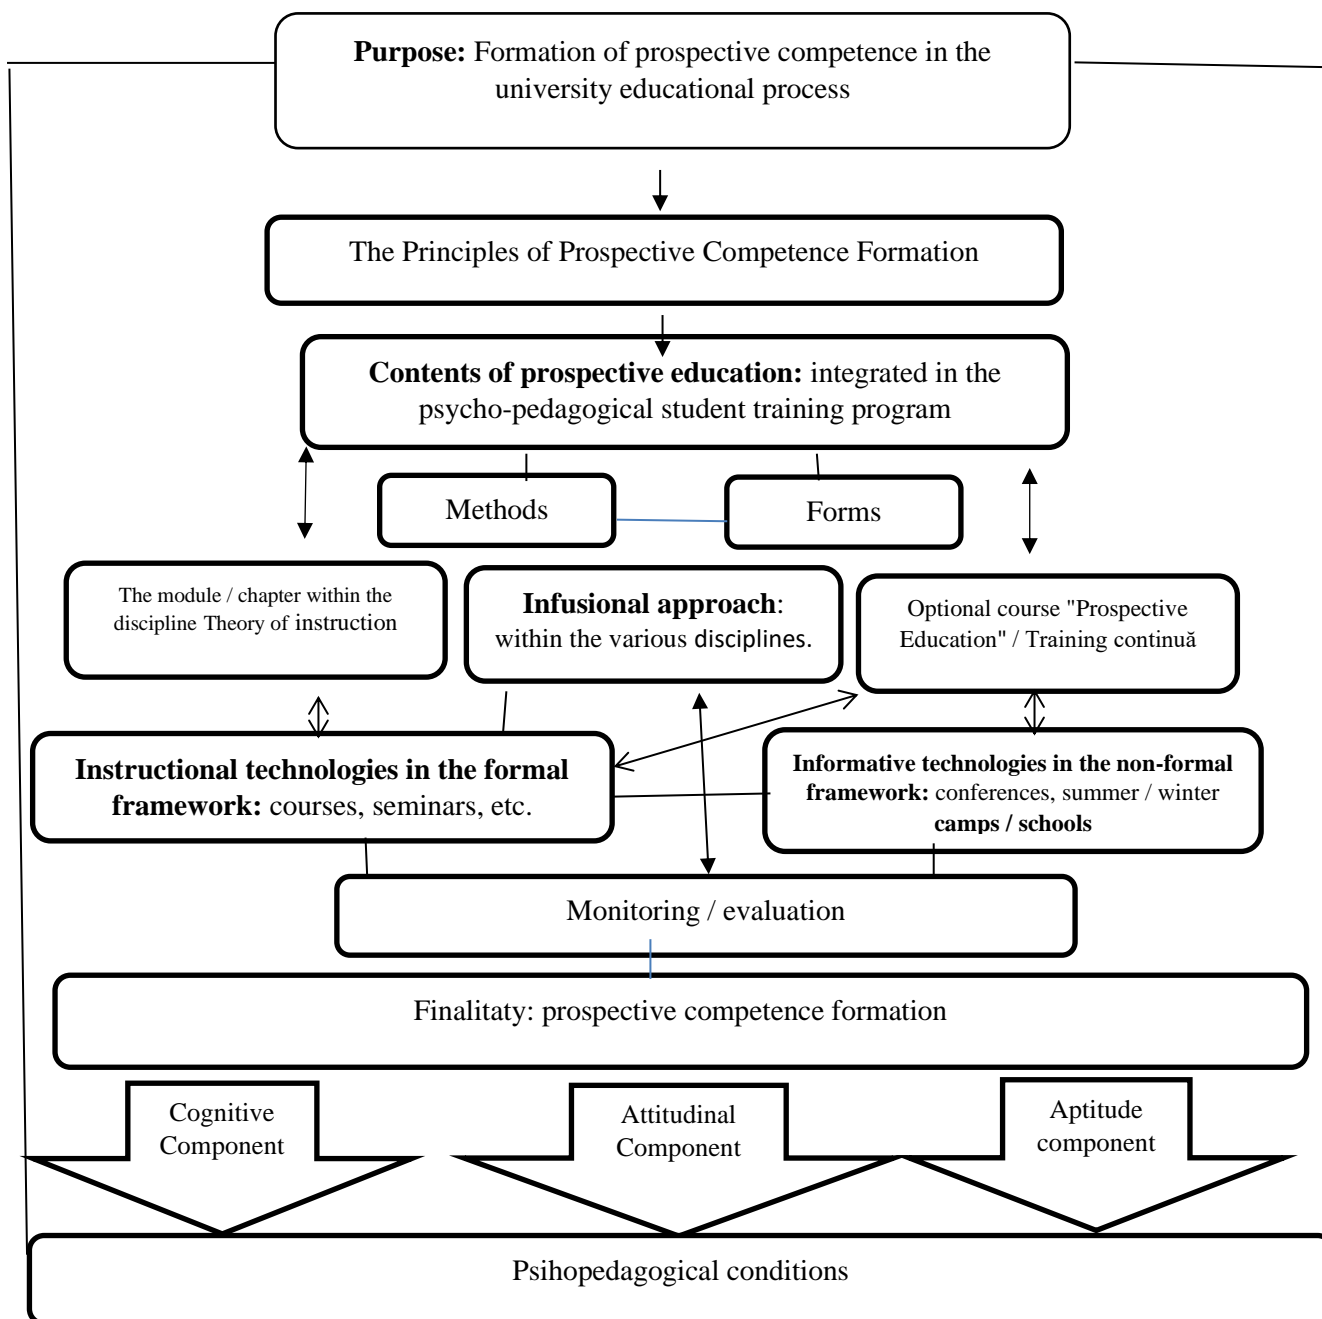 Purpose: Formation of prospective competence in the
university educational process
The Principles of Prospective Competence Formation
Contents of prospective education: integrated in the
psycho-pedagogical student training program
Methods
Forms
The module / chapter within the
discipline Theory of instruction
Infusional approach:
within the various disciplines.
Optional course "Prospective
Education" / Training continuă
Instructional technologies in the formal
framework: courses, seminars, etc.
Informative technologies in the non-formal
framework: conferences, summer / winter
camps / schools
Monitoring / evaluation
Finalitaty: prospective competence formation
Cognitive
Component
Attitudinal
Component
Aptitude
component
Psihopedagogical conditions